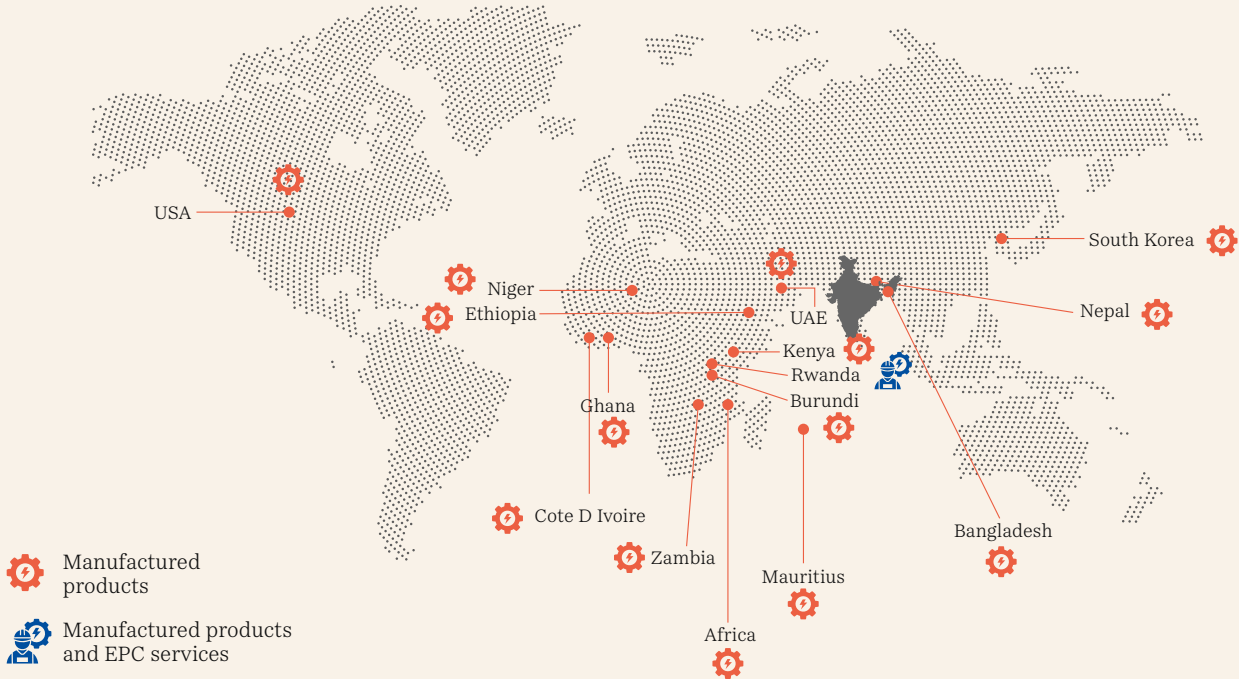 USA
South Korea
Niger
Ethiopia
UAE
Nepal
Kenya
Rwanda
Burundi
Ghana
Cote D Ivoire
Bangladesh
Zambia
Mauritius
Africa
Manufactured
products
Manufactured products
and EPC services